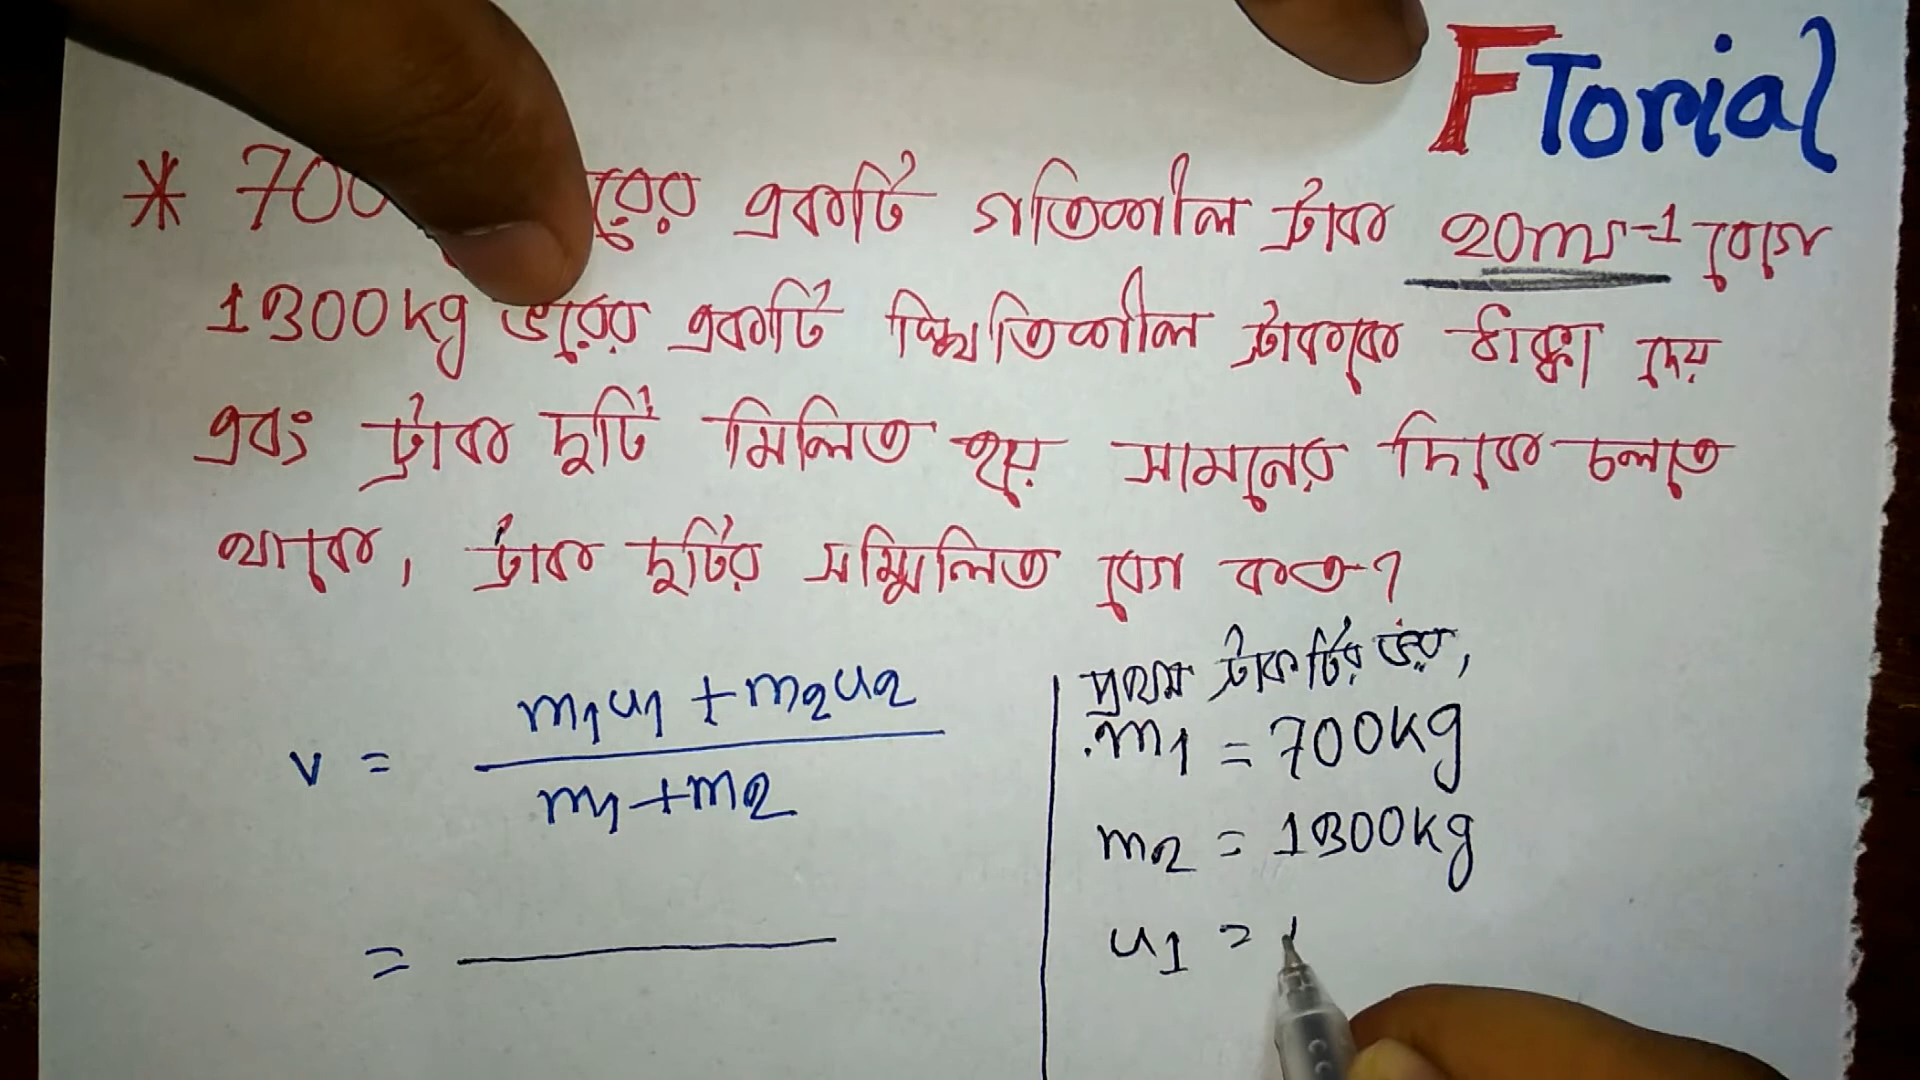 FTorial
* 700 রের একটি গতিশীল ট্রাক 20ms-1 বেগে
1300kg ভরের একটি স্থিতিশীল ট্রাককে ধাক্কা দেয়
এবং ট্রাক দুটি মিলিত হয়ে সামনের দিকে চলতে
থাকে, ট্রাক দুটির সম্মিলিত বেগ কত?
v = m1u1 + m2u2 / m1+m2
=
প্রথম ট্রাকটির ভর,
m1 = 700kg
m2 = 1300kg
u1 =